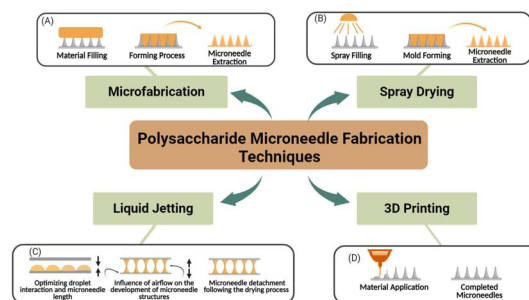 (A)
Material Filling
Forming Process
Microneedle
Extraction
(B)
Spray Filling
Mold Forming
Microneedle
Extraction
Microfabrication
Spray Drying
Polysaccharide Microneedle Fabrication
Techniques
Liquid Jetting
3D Printing
(C)
Optimizing droplet
interaction and microneedle
length
Influence of airflow on the
development of microneedle
structures
Microneedle detachment
following the drying process
(D)
Material Application
Completed
Microneedles